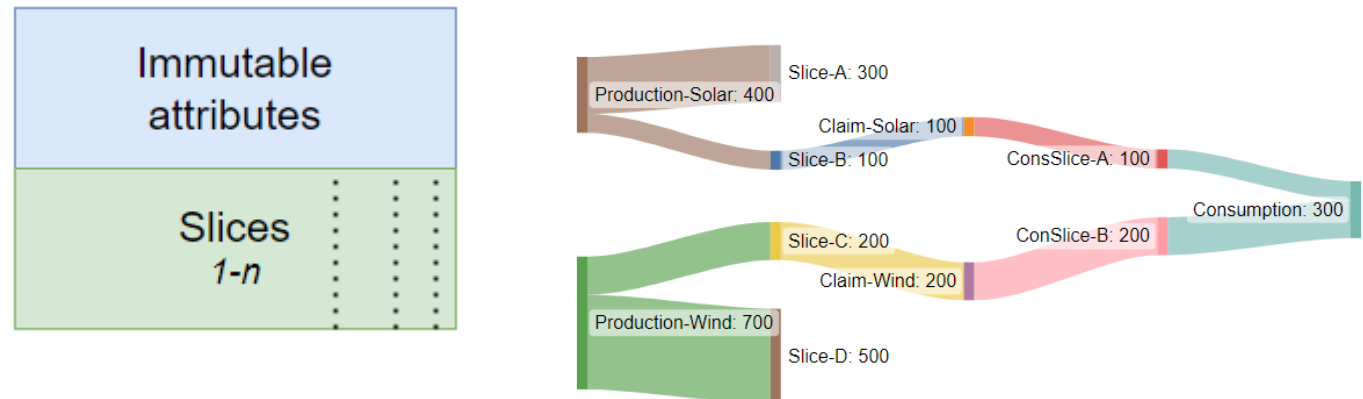 Immutable
attributes
Slices
1-n
Slice-A: 300
Production-Solar: 400
Claim-Solar: 100
Slice-B: 100
ConsSlice-A: 100
Consumption: 300
ConSlice-B: 200
Slice-C: 200
Claim-Wind: 200
Production-Wind: 700
Slice-D: 500